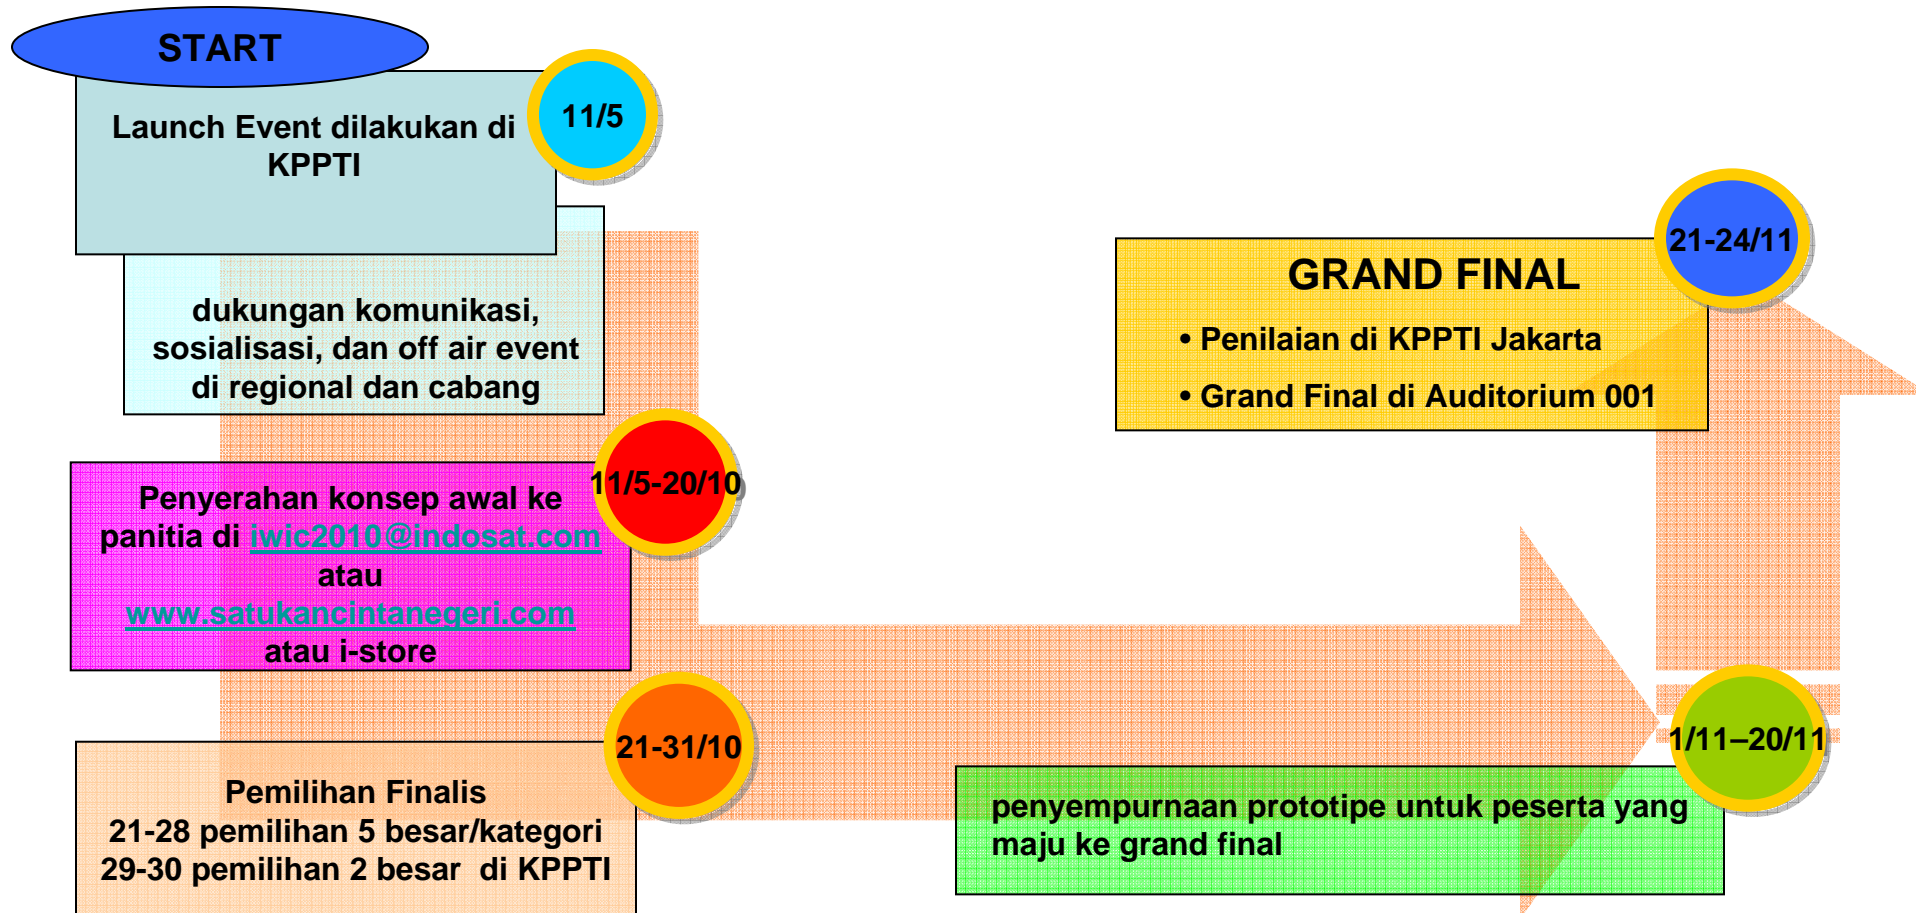 START
11/5
Launch Event dilakukan di
KPPTI
dukungan komunikasi,
sosialisasi, dan off air event
di regional dan cabang
11/5-20/10
Penyerahan konsep awal ke
panitia di iwic2010@indosat.com
atau
www.satukancintanegeri.com
atau i-store
21-31/10
Pemilihan Finalis
21-28 pemilihan 5 besar/kategori
29-30 pemilihan 2 besar di KPPTI
1/11–20/11
penyempurnaan prototipe untuk peserta yang
maju ke grand final
21-24/11
GRAND FINAL
• Penilaian di KPPTI Jakarta
• Grand Final di Auditorium 001